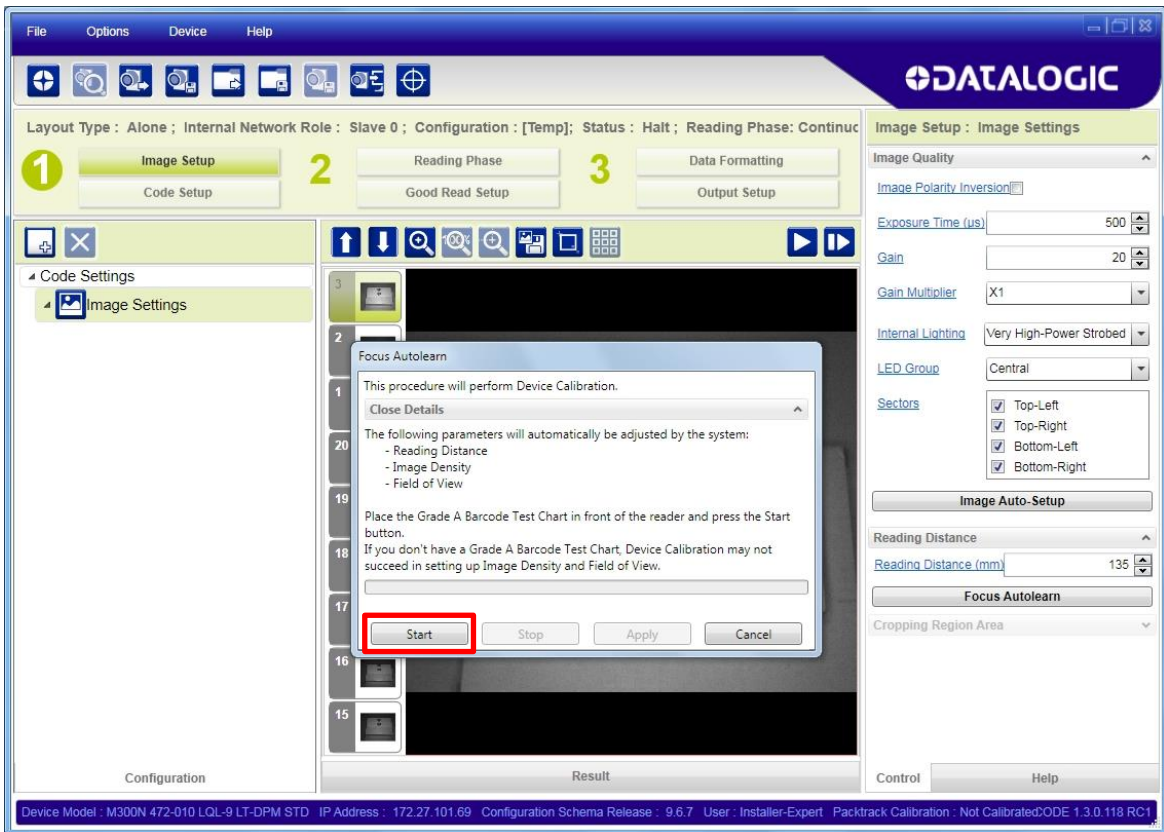 File Options Device Help
DATALOGIC
Layout Type : Alone ; Internal Network Role : Slave 0 ; Configuration : [Temp]; Status : Halt ; Reading Phase: Continuc
1 Image Setup
Code Setup
2 Reading Phase
Good Read Setup
3 Data Formatting
Output Setup
Code Settings
Image Settings
100%
3
2
1
20
19
18
17
16
15
Focus Autolearn
This procedure will perform Device Calibration.
Close Details
The following parameters will automatically be adjusted by the system:
- Reading Distance
- Image Density
- Field of View
Place the Grade A Barcode Test Chart in front of the reader and press the Start
button.
If you don't have a Grade A Barcode Test Chart, Device Calibration may not
succeed in setting up Image Density and Field of View.
Start Stop Apply Cancel
Configuration
Result
Image Setup : Image Settings
Image Quality
Image Polarity Inversion
Exposure Time (µs) 500
Gain 20
Gain Multiplier X1
Internal Lighting Very High-Power Strobed
LED Group Central
Sectors Top-Left
Top-Right
Bottom-Left
Bottom-Right
Image Auto-Setup
Reading Distance
Reading Distance (mm) 135
Focus Autolearn
Cropping Region Area
Control Help
Device Model : M300N 472-010 LQL-9 LT-DPM STD IP Address : 172.27.101.69 Configuration Schema Release : 9.6.7 User : Installer-Expert Packtrack Calibration : Not Calibrated CODE 1.3.0.118 RC1